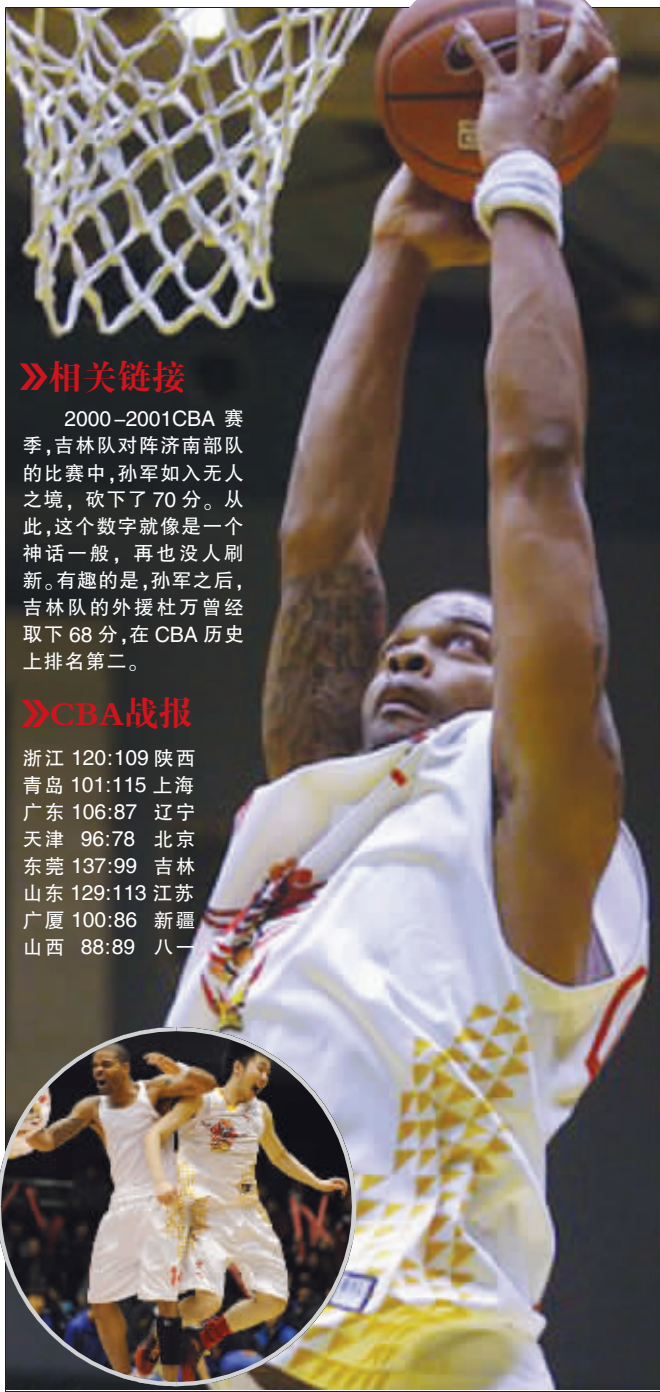 相关链接
2000-2001CBA 赛
季,吉林队对阵济南部队
的比赛中,孙军如入无人
之境，砍下了 70 分。从
此,这个数字就像是一个
神话一般，再也没人刷
新。有趣的是,孙军之后,
吉林队的外援杜万曾经
取下 68 分,在 CBA 历史
上排名第二。
CBA战报
浙江 120:109 陕西
青岛 101:115 上海
广东 106:87 辽宁
天津 96:78 北京
东莞 137:99 吉林
山东 129:113 江苏
广厦 100:86 新疆
山西 88:89 八一